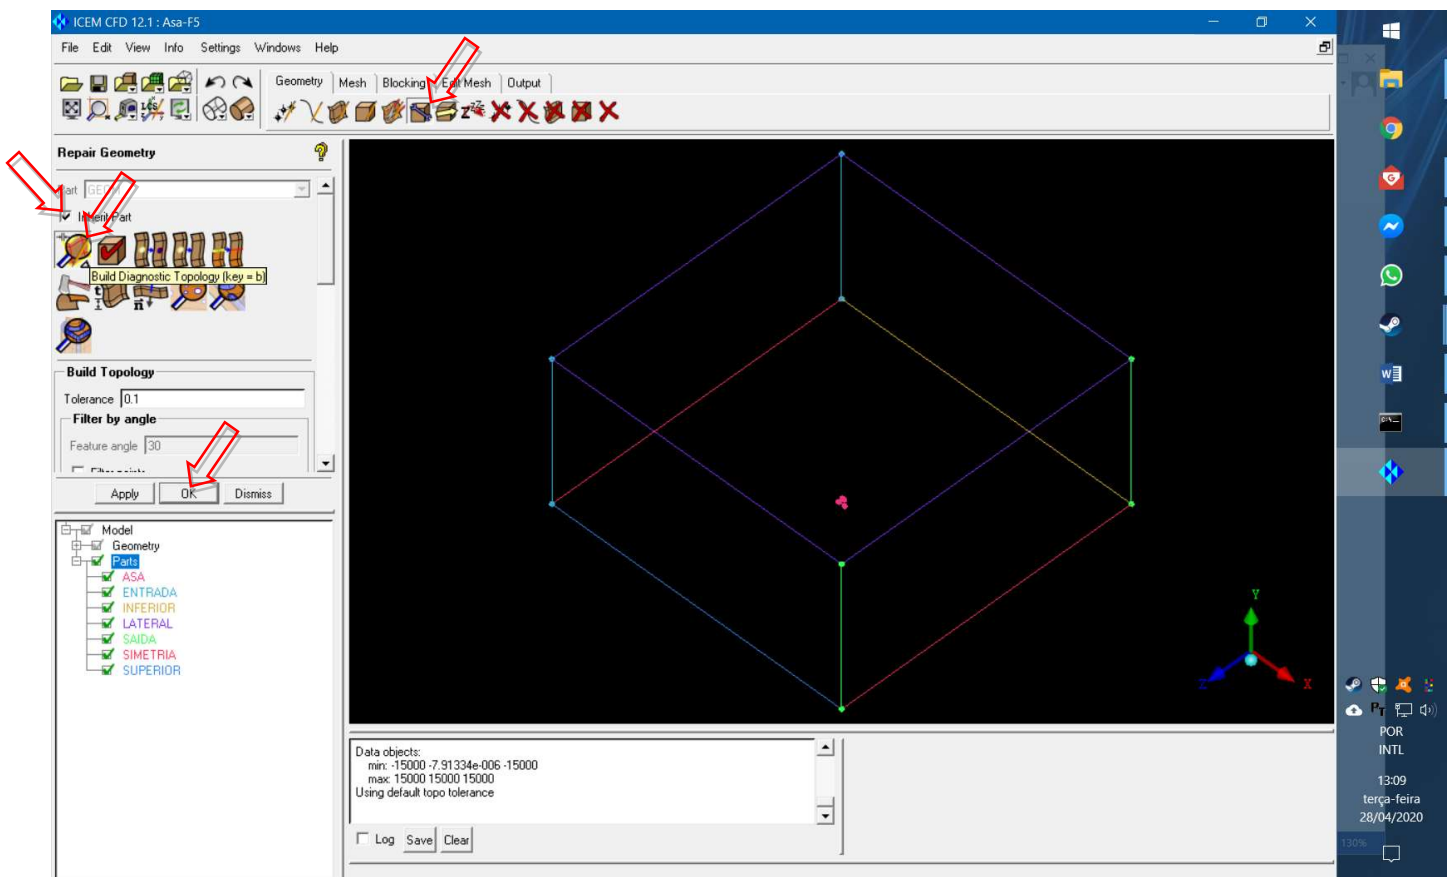 ICEM CFD 12.1 : Asa-F5
File Edit View Info Settings Windows Help
Geometry Mesh Blocking Edit Mesh Output
Repair Geometry
Part
Inherit Part
Build Diagnostic Topology (key = b)
Build Topology
Tolerance 0.1
Filter by angle
Feature angle 30
Apply OK Dismiss
Model
Geometry
Parts
ASA
ENTRADA
INFERIOR
LATERAL
SAIDA
SIMETRIA
SUPERIOR
Y
Z
X
Data objects:
min: -15000 -7.91334e-006 -15000
max: 15000 15000 15000
Using default topo tolerance
Log Save Clear
POR
INTL
13:09
terça-feira
28/04/2020
130%